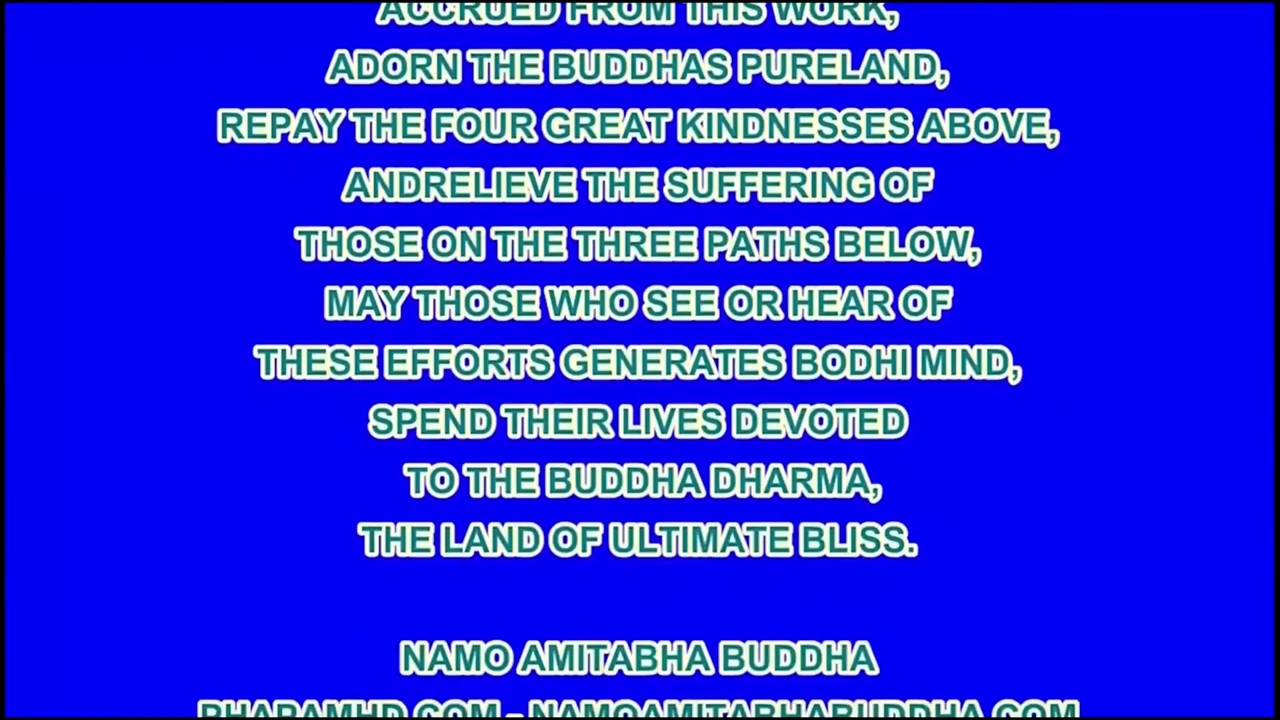 ACCRUED FROM THIS WORK,
ADORN THE BUDDHAS PURELAND,
REPAY THE FOUR GREAT KINDNESSES ABOVE,
ANDRELIEVE THE SUFFERING OF
THOSE ON THE THREE PATHS BELOW,
MAY THOSE WHO SEE OR HEAR OF
THESE EFFORTS GENERATES BODHI MIND,
SPEND THEIR LIVES DEVOTED
TO THE BUDDHA DHARMA,
THE LAND OF ULTIMATE BLISS.
NAMO AMITABHA BUDDHA
PHAPAMHD.COM - NAMOAMITABHABUDDHA.COM